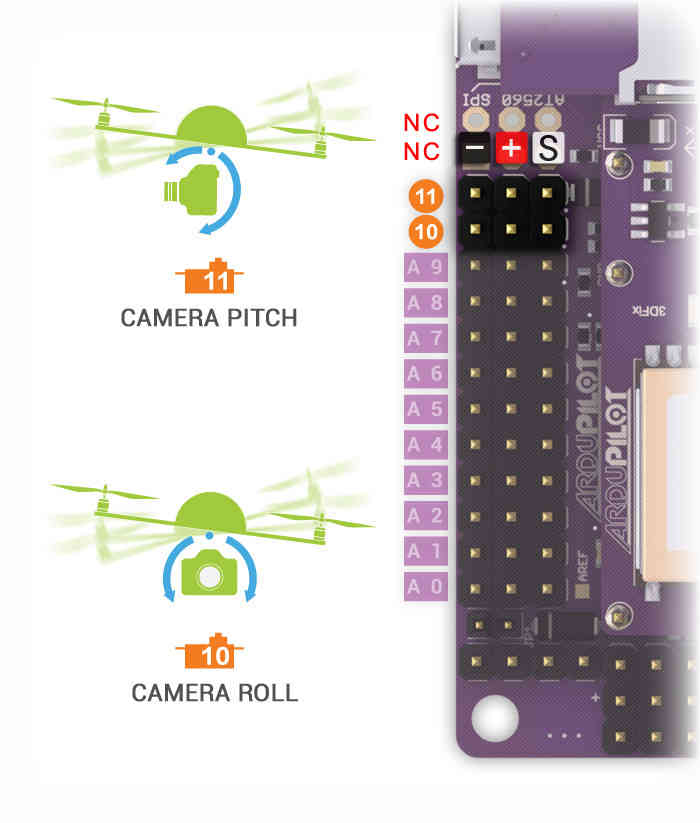 SPI AT2560
NC
NC - + S
11
10
A 9
A 8
A 7
A 6
A 5
A 4
A 3
A 2
A 1
A 0
11
CAMERA PITCH
10
CAMERA ROLL
3DFix
ARDUPILOT
ARDUPILOT
AREF
+